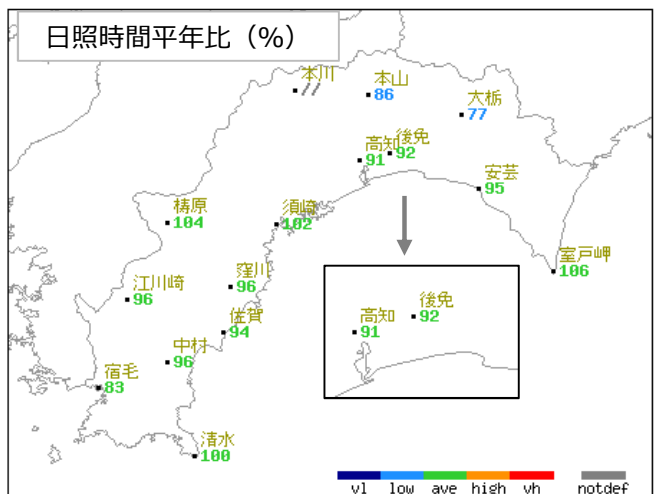 日照時間平年比（%）
本川
//
本山
86
大栃
77
高知
91
後免
92
安芸
95
梼原
104
須崎
102
室戸岬
106
江川崎
96
窪川
96
佐賀
94
中村
96
宿毛
83
清水
100
高知
91
後免
92
vl low ave high vh notdef